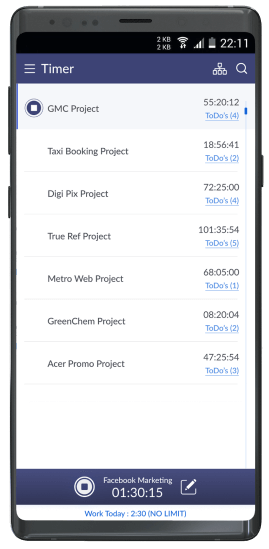 2 KB
2 KB
22:11
Timer
GMC Project
55:20:12
ToDo's (4)
Taxi Booking Project
18:56:41
ToDo's (2)
Digi Pix Project
72:25:00
ToDo's (4)
True Ref Project
101:35:54
ToDo's (5)
Metro Web Project
68:05:00
ToDo's (1)
GreenChem Project
08:20:04
ToDo's (2)
Acer Promo Project
47:25:54
ToDo's (3)
Facebook Marketing
01:30:15
Work Today : 2:30 (NO LIMIT)